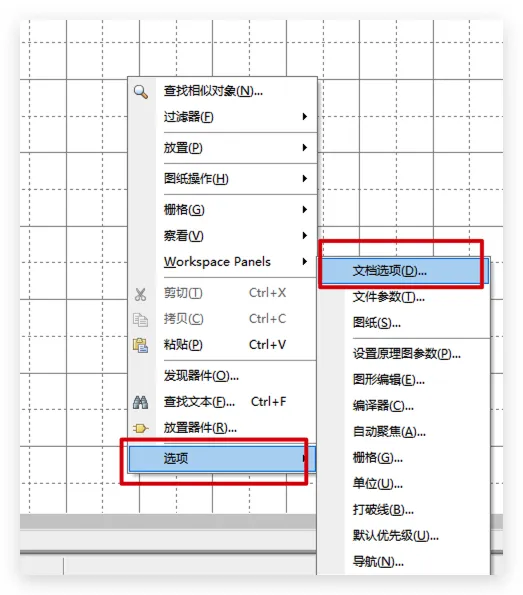 查找相似对象(N)...
过滤器(F)
放置(P)
图纸操作(H)
栅格(G)
察看(V)
Workspace Panels
剪切(T) Ctrl+X
拷贝(C) Ctrl+C
粘贴(P) Ctrl+V
发现器件(O)...
查找文本(F)... Ctrl+F
放置器件(R)...
选项
文档选项(D)...
文件参数(T)...
图纸(S)...
设置原理图参数(P)...
图形编辑(E)...
编译器(C)...
自动聚焦(A)...
栅格(G)...
单位(U)...
打破线(B)...
默认优先级(U)...
导航(N)...